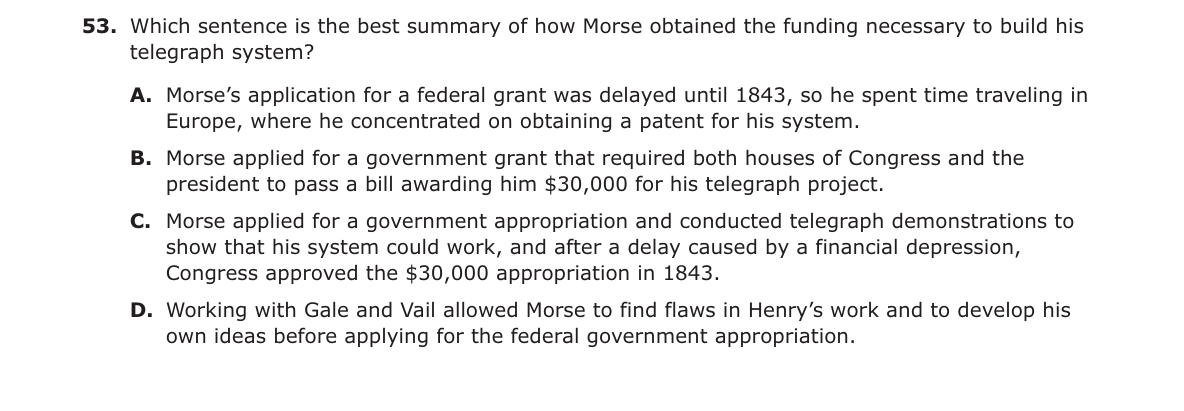 53. Which sentence is the best summary of how Morse obtained the funding necessary to build his
telegraph system?
A. Morse’s application for a federal grant was delayed until 1843, so he spent time traveling in
Europe, where he concentrated on obtaining a patent for his system.
B. Morse applied for a government grant that required both houses of Congress and the
president to pass a bill awarding him $30,000 for his telegraph project.
C. Morse applied for a government appropriation and conducted telegraph demonstrations to
show that his system could work, and after a delay caused by a financial depression,
Congress approved the $30,000 appropriation in 1843.
D. Working with Gale and Vail allowed Morse to find flaws in Henry’s work and to develop his
own ideas before applying for the federal government appropriation.